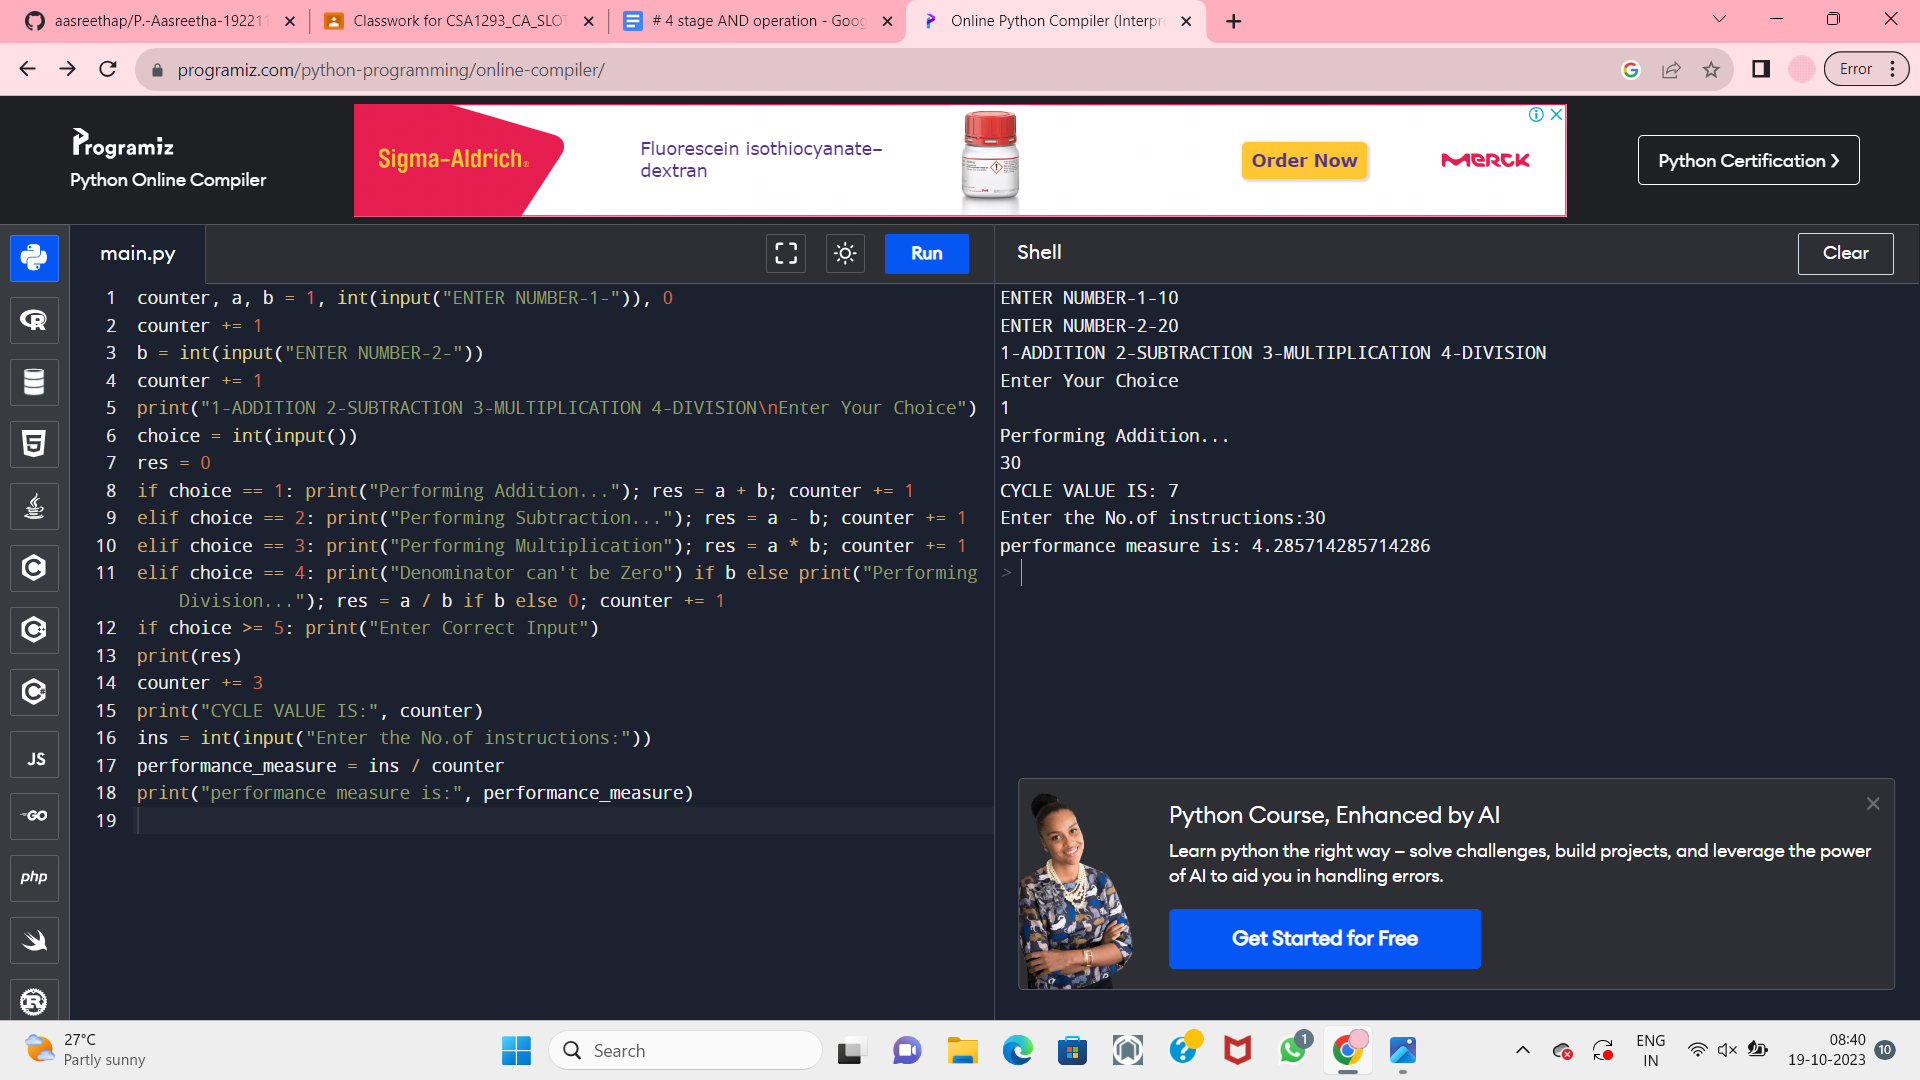 aasreethap/P.-Aasreetha-192211
Classwork for CSA1293_CA_SLOT
# 4 stage AND operation - Goog
Online Python Compiler (Interpre
programiz.com/python-programming/online-compiler/
Error
Programiz
Python Online Compiler
Sigma-Aldrich®
Fluorescein isothiocyanate–
dextran
Order Now
MERCK
Python Certification ❯
main.py
Run
Shell
Clear
1 counter, a, b = 1, int(input("ENTER NUMBER-1-")), 0
2 counter += 1
3 b = int(input("ENTER NUMBER-2-"))
4 counter += 1
5 print("1-ADDITION 2-SUBTRACTION 3-MULTIPLICATION 4-DIVISION\nEnter Your Choice")
6 choice = int(input())
7 res = 0
8 if choice == 1: print("Performing Addition..."); res = a + b; counter += 1
9 elif choice == 2: print("Performing Subtraction..."); res = a - b; counter += 1
10 elif choice == 3: print("Performing Multiplication"); res = a * b; counter += 1
11 elif choice == 4: print("Denominator can't be Zero") if b else print("Performing
Division..."); res = a / b if b else 0; counter += 1
12 if choice >= 5: print("Enter Correct Input")
13 print(res)
14 counter += 3
15 print("CYCLE VALUE IS:", counter)
16 ins = int(input("Enter the No.of instructions:"))
17 performance_measure = ins / counter
18 print("performance measure is:", performance_measure)
19
ENTER NUMBER-1-10
ENTER NUMBER-2-20
1-ADDITION 2-SUBTRACTION 3-MULTIPLICATION 4-DIVISION
Enter Your Choice
1
Performing Addition...
30
CYCLE VALUE IS: 7
Enter the No.of instructions:30
performance measure is: 4.285714285714286
>
Python Course, Enhanced by AI
Learn python the right way – solve challenges, build projects, and leverage the power
of AI to aid you in handling errors.
Get Started for Free
JS
GO
php
27°C
Partly sunny
Search
1
ENG
IN
08:40
19-10-2023
10